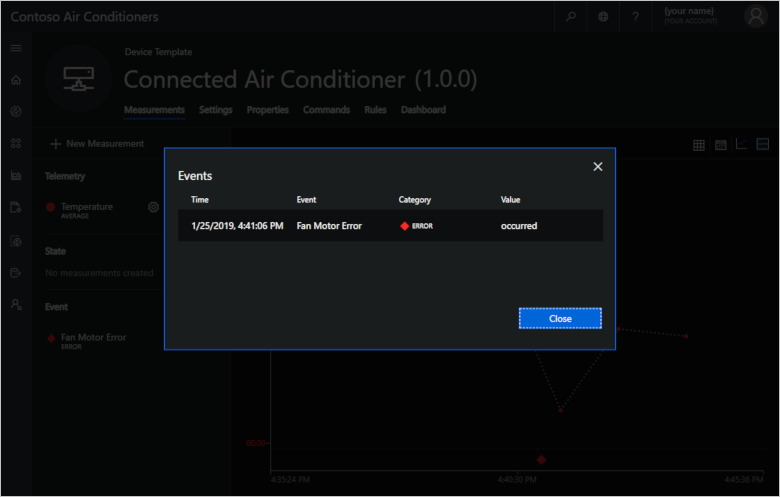 Contoso Air Conditioners
?
{your name}
{YOUR ACCOUNT}
Device Template
Connected Air Conditioner (1.0.0)
Measurements Settings Properties Commands Rules Dashboard
New Measurement
Telemetry
Temperature
AVERAGE
State
No measurements created
Event
Fan Motor Error
ERROR
Events
Time Event Category Value
1/25/2019, 4:41:06 PM Fan Motor Error ERROR occurred
Close
60.00
4:35:24 PM 4:40:30 PM 4:45:36 PM